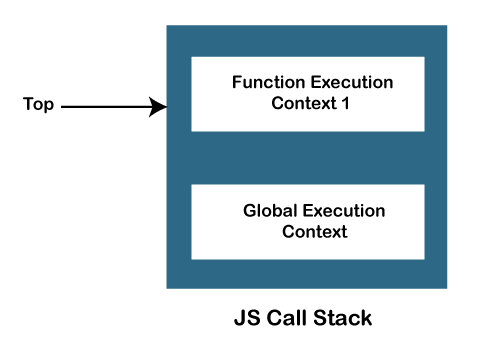 Function Execution
Context 1
Top
Global Execution
Context
JS Call Stack